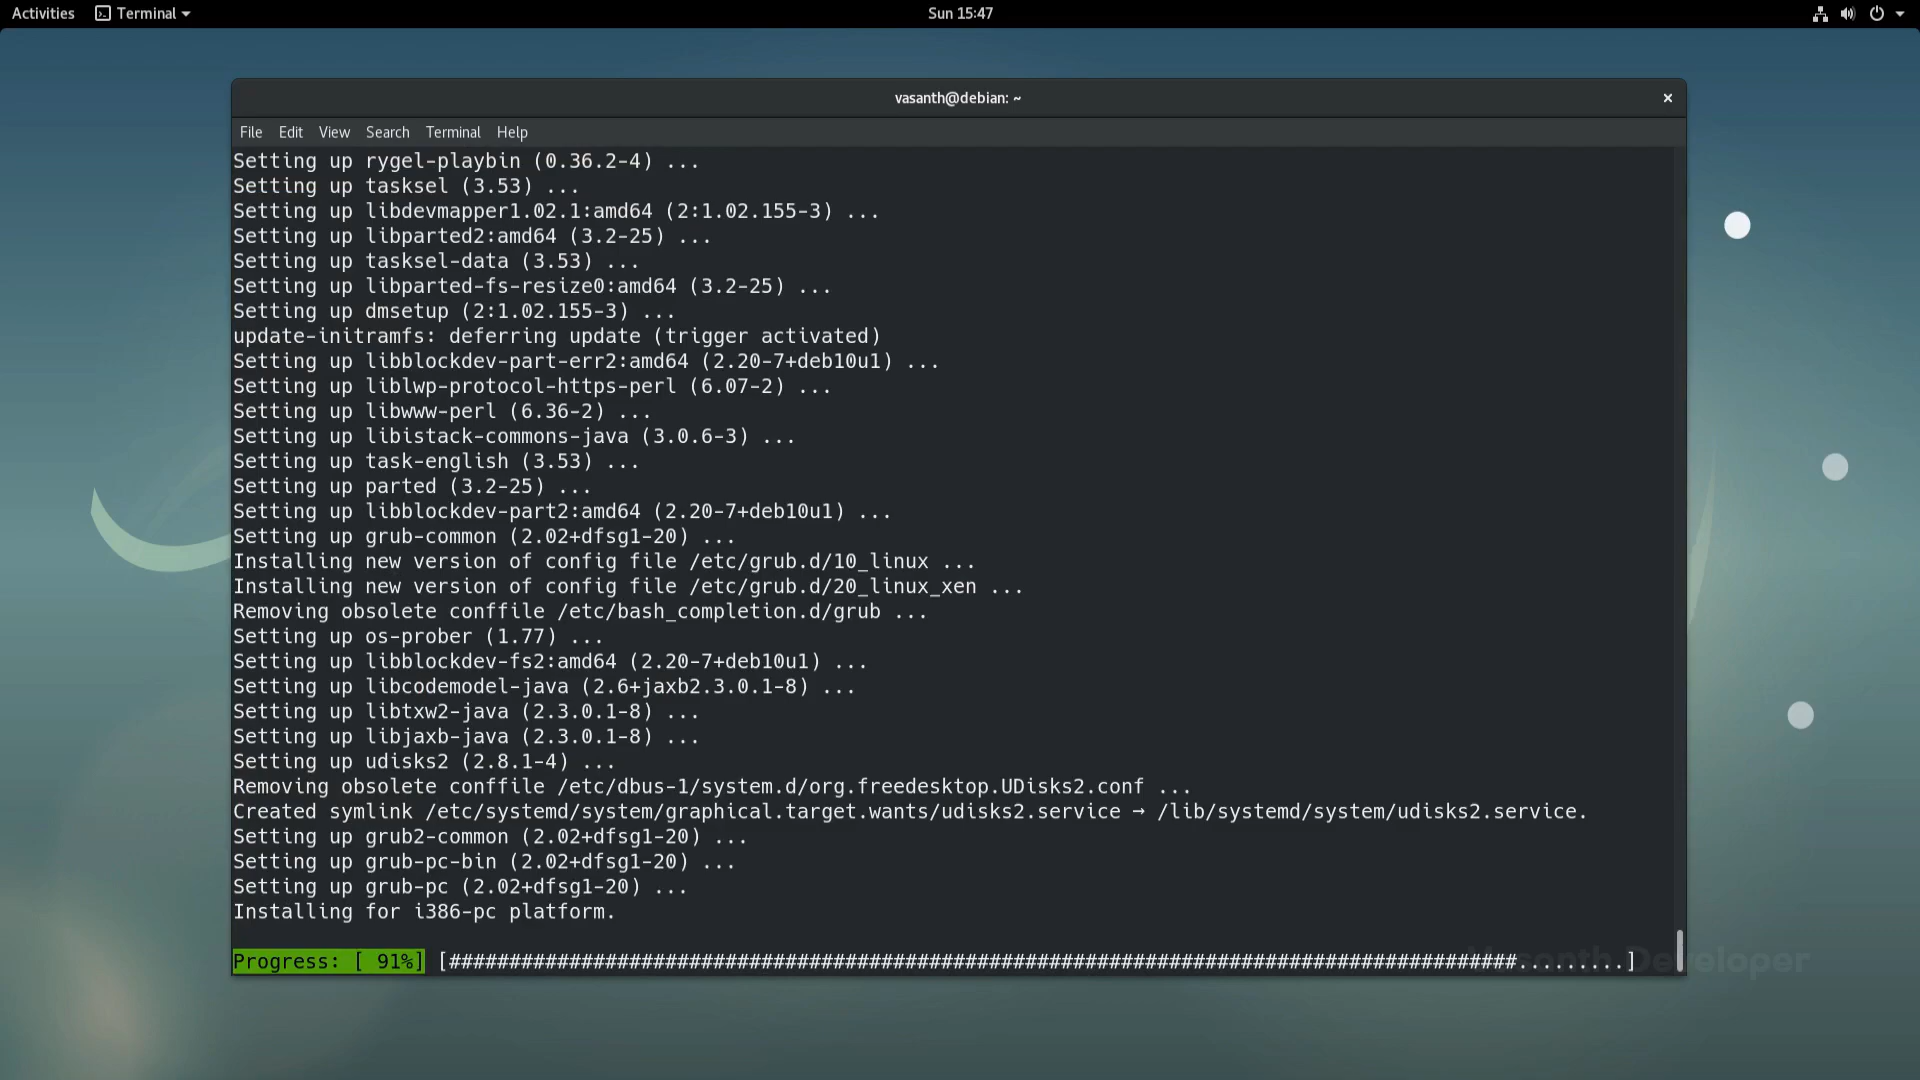 Activities Terminal Sun 15:47
vasanth@debian: ~
File Edit View Search Terminal Help
Setting up rygel-playbin (0.36.2-4) ...
Setting up tasksel (3.53) ...
Setting up libdevmapper1.02.1:amd64 (2:1.02.155-3) ...
Setting up libparted2:amd64 (3.2-25) ...
Setting up tasksel-data (3.53) ...
Setting up libparted-fs-resize0:amd64 (3.2-25) ...
Setting up dmsetup (2:1.02.155-3) ...
update-initramfs: deferring update (trigger activated)
Setting up libblockdev-part-err2:amd64 (2.20-7+deb10u1) ...
Setting up liblwp-protocol-https-perl (6.07-2) ...
Setting up libwww-perl (6.36-2) ...
Setting up libistack-commons-java (3.0.6-3) ...
Setting up task-english (3.53) ...
Setting up parted (3.2-25) ...
Setting up libblockdev-part2:amd64 (2.20-7+deb10u1) ...
Setting up grub-common (2.02+dfsg1-20) ...
Installing new version of config file /etc/grub.d/10_linux ...
Installing new version of config file /etc/grub.d/20_linux_xen ...
Removing obsolete conffile /etc/bash_completion.d/grub ...
Setting up os-prober (1.77) ...
Setting up libblockdev-fs2:amd64 (2.20-7+deb10u1) ...
Setting up libcodemodel-java (2.6+jaxb2.3.0.1-8) ...
Setting up libtxw2-java (2.3.0.1-8) ...
Setting up libjaxb-java (2.3.0.1-8) ...
Setting up udisks2 (2.8.1-4) ...
Removing obsolete conffile /etc/dbus-1/system.d/org.freedesktop.UDisks2.conf ...
Created symlink /etc/systemd/system/graphical.target.wants/udisks2.service → /lib/systemd/system/udisks2.service.
Setting up grub2-common (2.02+dfsg1-20) ...
Setting up grub-pc-bin (2.02+dfsg1-20) ...
Setting up grub-pc (2.02+dfsg1-20) ...
Installing for i386-pc platform.
Progress: [ 91%] [#########################################################################################.........]
Vasanth Developer